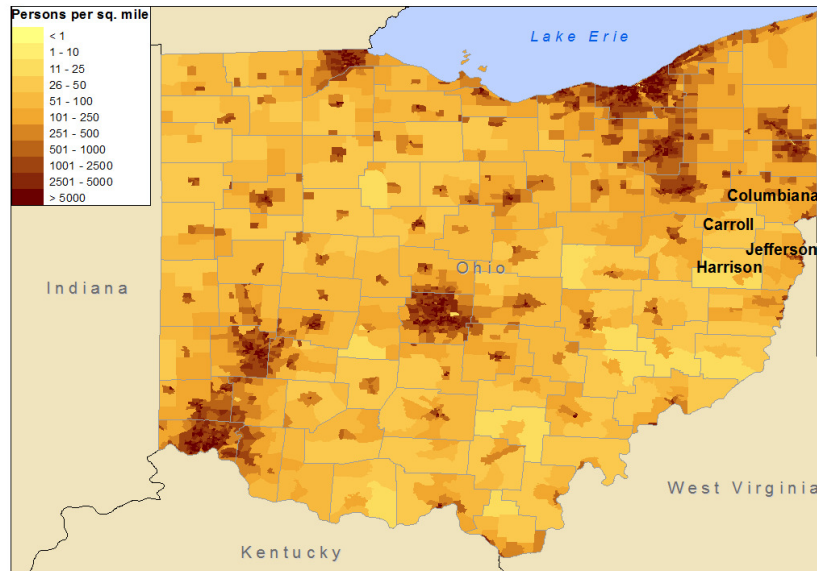 Persons per sq. mile
< 1
1 - 10
11 - 25
26 - 50
51 - 100
101 - 250
251 - 500
501 - 1000
1001 - 2500
2501 - 5000
> 5000
Lake Erie
Columbiana
Carroll
Jefferson
Harrison
Ohio
Indiana
West Virginia
Kentucky